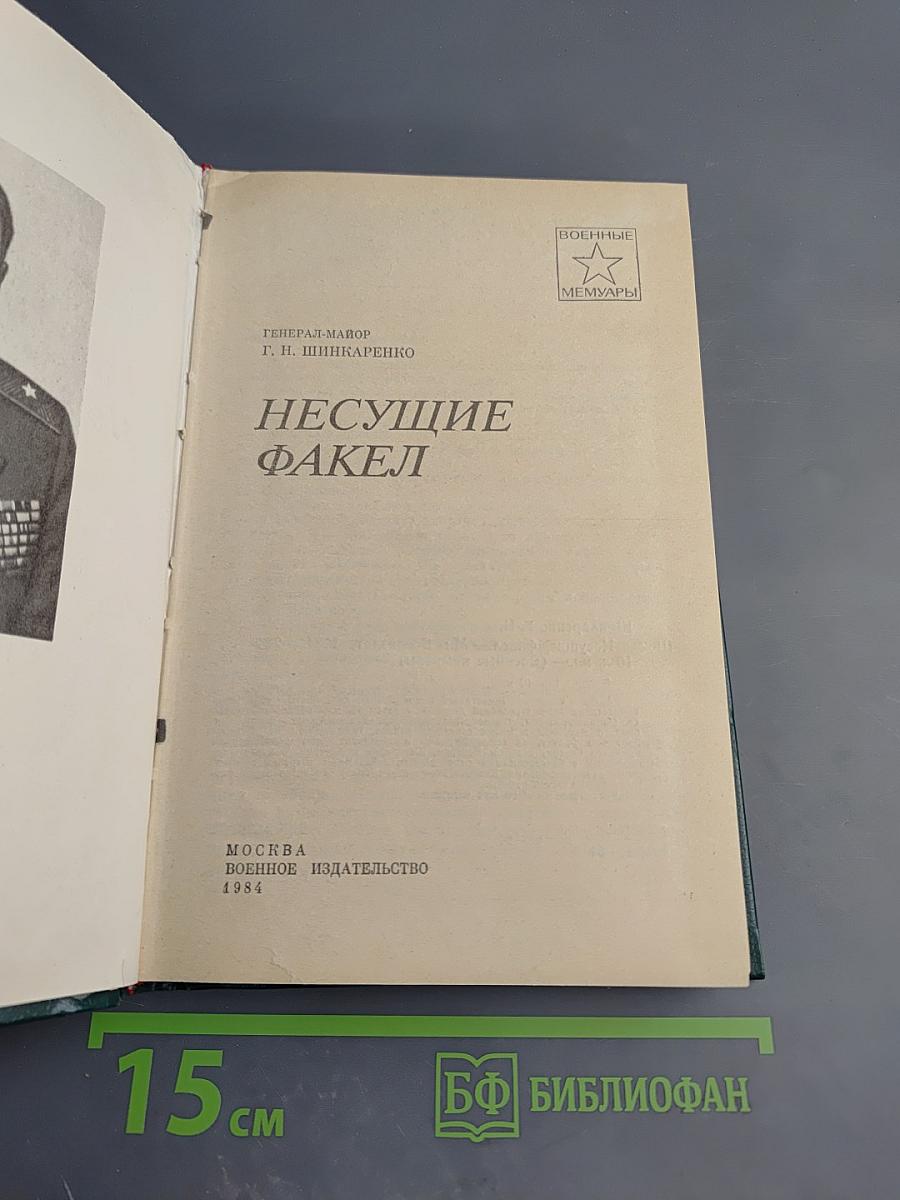 ВОЕННЫЕ
МЕМУАРЫ
ГЕНЕРАЛ-МАЙОР
Г. Н. ШИНКАРЕНКО
НЕСУЩИЕ
ФАКЕЛ
МОСКВА
ВОЕННОЕ ИЗДАТЕЛЬСТВО
1984
15 см
БФ БИБЛИОФАН